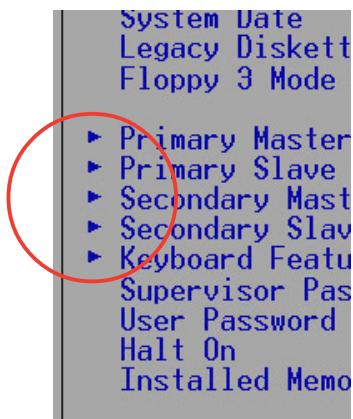 System Date
Legacy Diskett
Floppy 3 Mode
Primary Master
Primary Slave
Secondary Mast
Secondary Slav
Keyboard Featu
Supervisor Pas
User Password
Halt On
Installed Memo